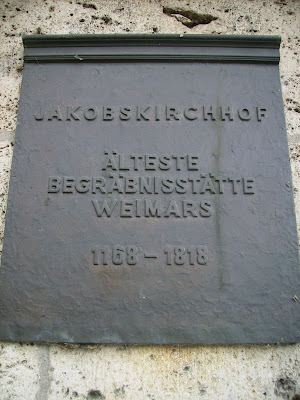 JAKOBSKIRCHHOF
ÄLTESTE
BEGRÄBNISSTÄTTE
WEIMARS
1168 – 1818